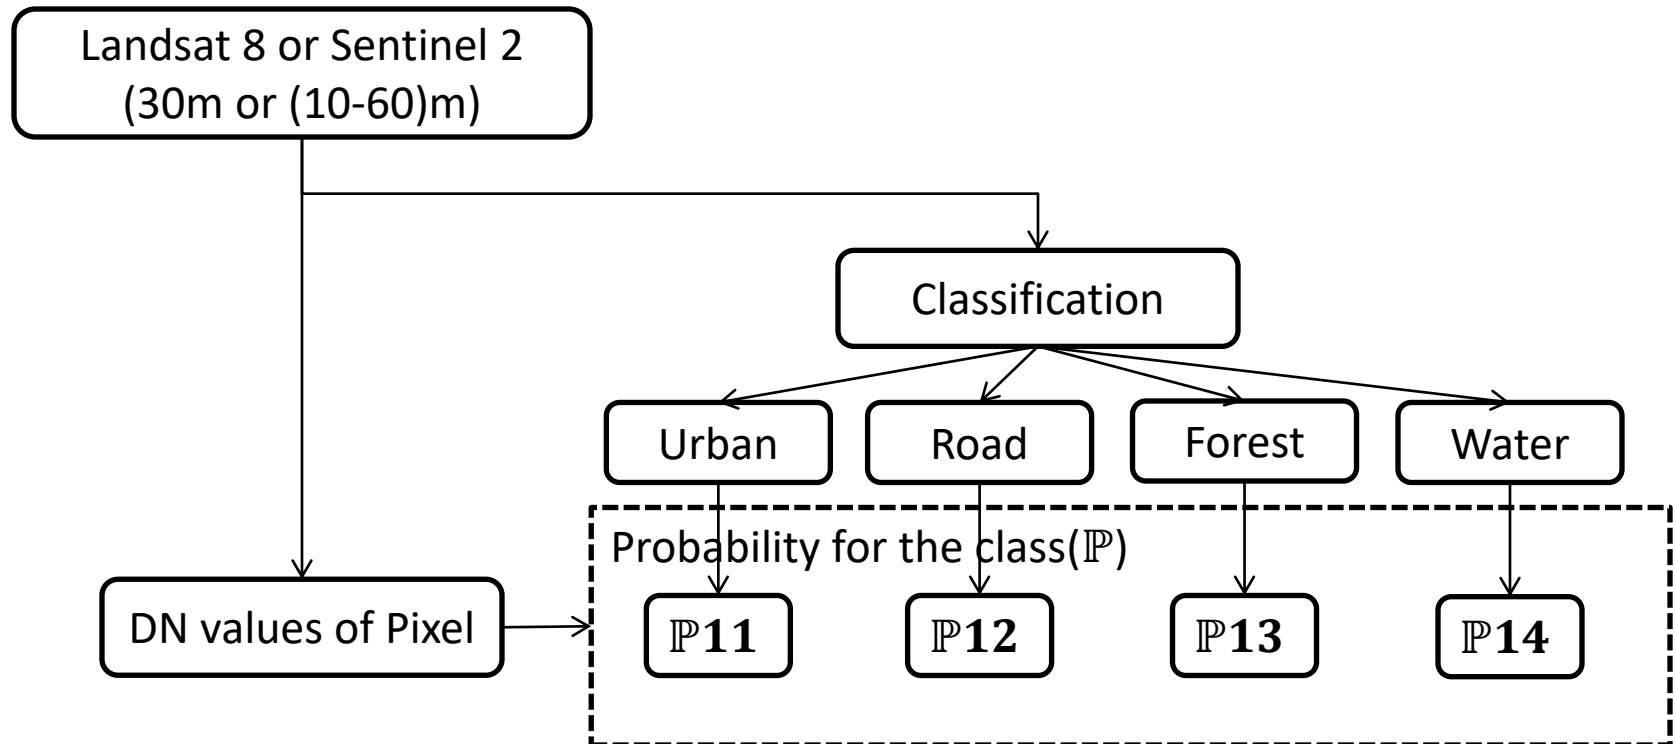 Landsat 8 or Sentinel 2
(30m or (10-60)m)
Classification
Urban
Road
Forest
Water
Probability for the class(ℙ)
DN values of Pixel
ℙ11
ℙ12
ℙ13
ℙ14